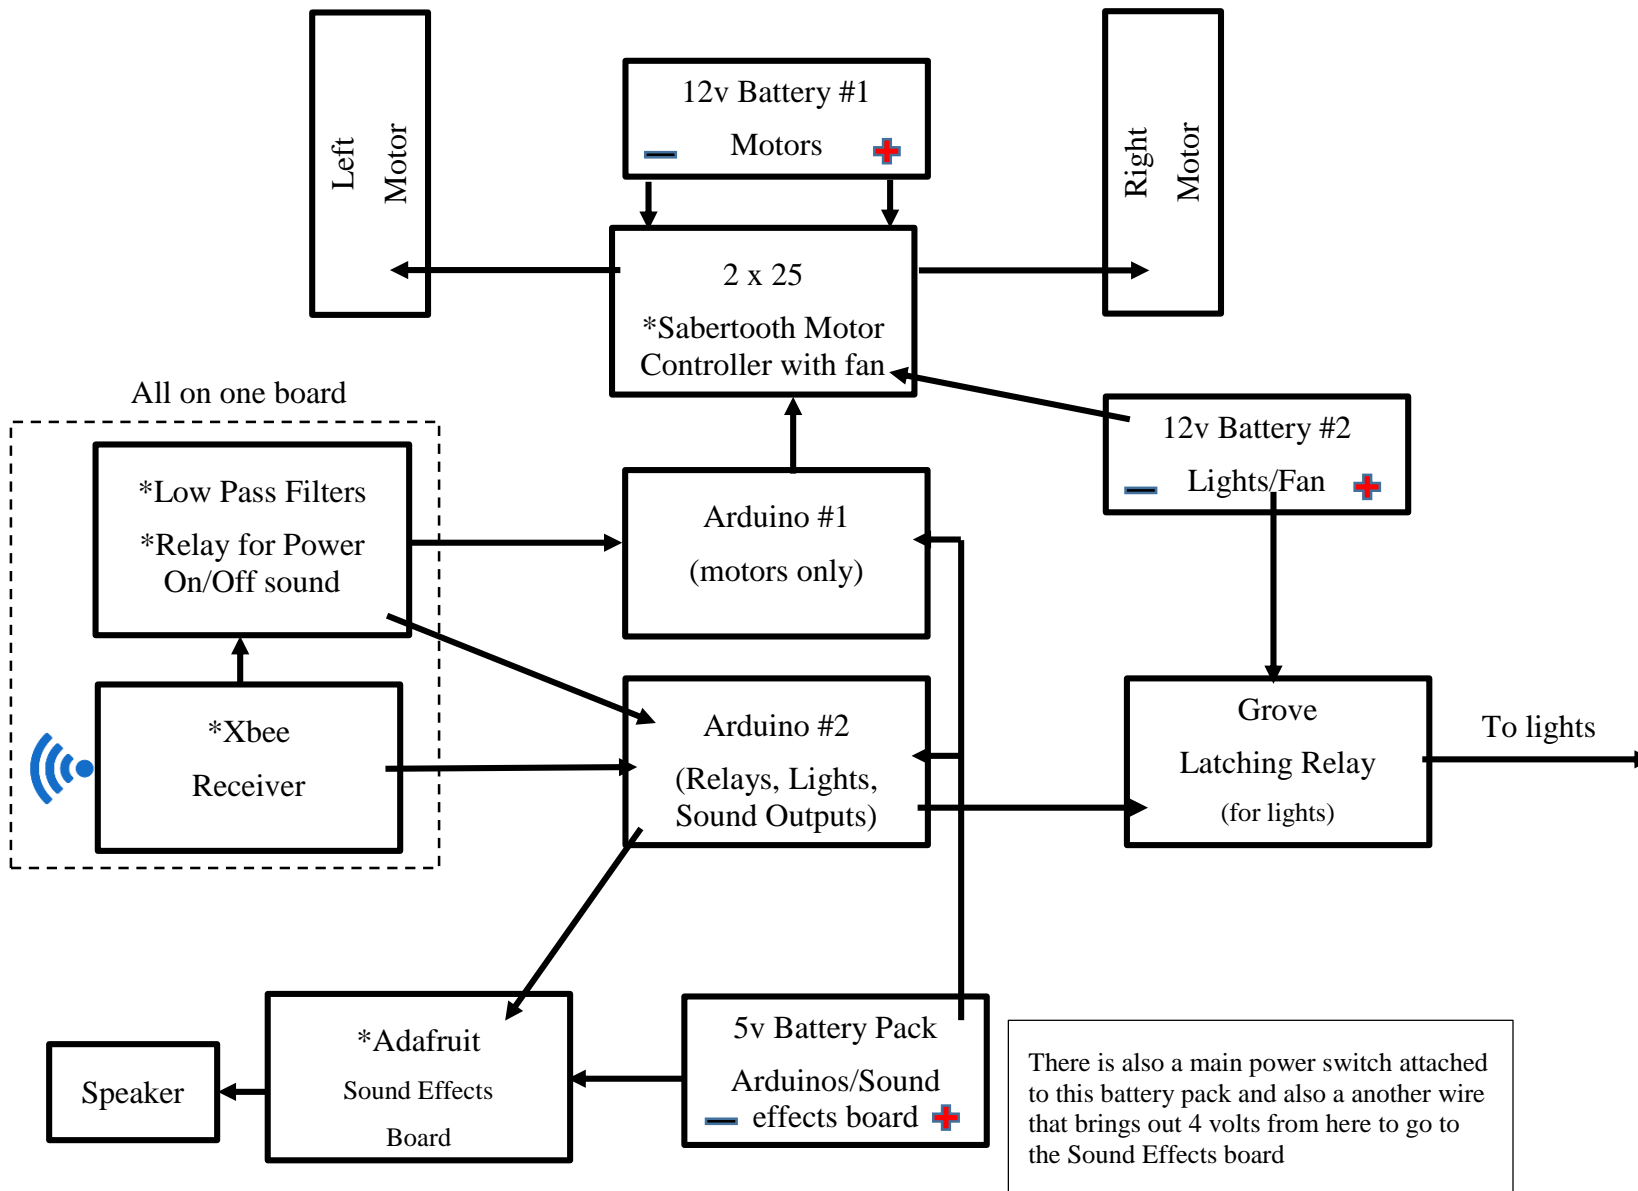 Left
Motor
12v Battery #1
Motors
Right
Motor
2 x 25
*Sabertooth Motor
Controller with fan
All on one board
12v Battery #2
Lights/Fan
*Low Pass Filters
*Relay for Power
On/Off sound
Arduino #1
(motors only)
*Xbee
Receiver
Arduino #2
(Relays, Lights,
Sound Outputs)
Grove
Latching Relay
(for lights)
To lights
Speaker
*Adafruit
Sound Effects
Board
5v Battery Pack
Arduinos/Sound
effects board
There is also a main power switch attached
to this battery pack and also a another wire
that brings out 4 volts from here to go to
the Sound Effects board